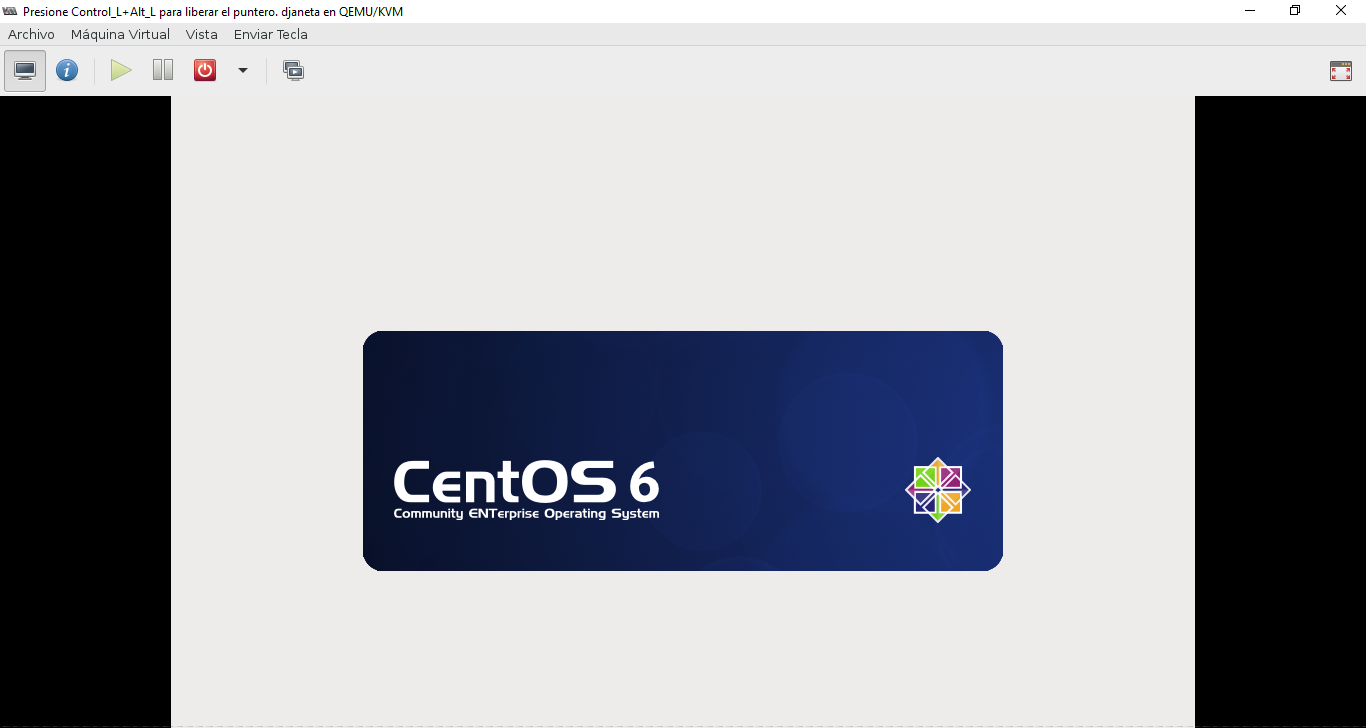 Presione Control_L+Alt_L para liberar el puntero. djaneta en QEMU/KVM
Archivo Máquina Virtual Vista Enviar Tecla
CentOS 6
Community ENTerprise Operating System